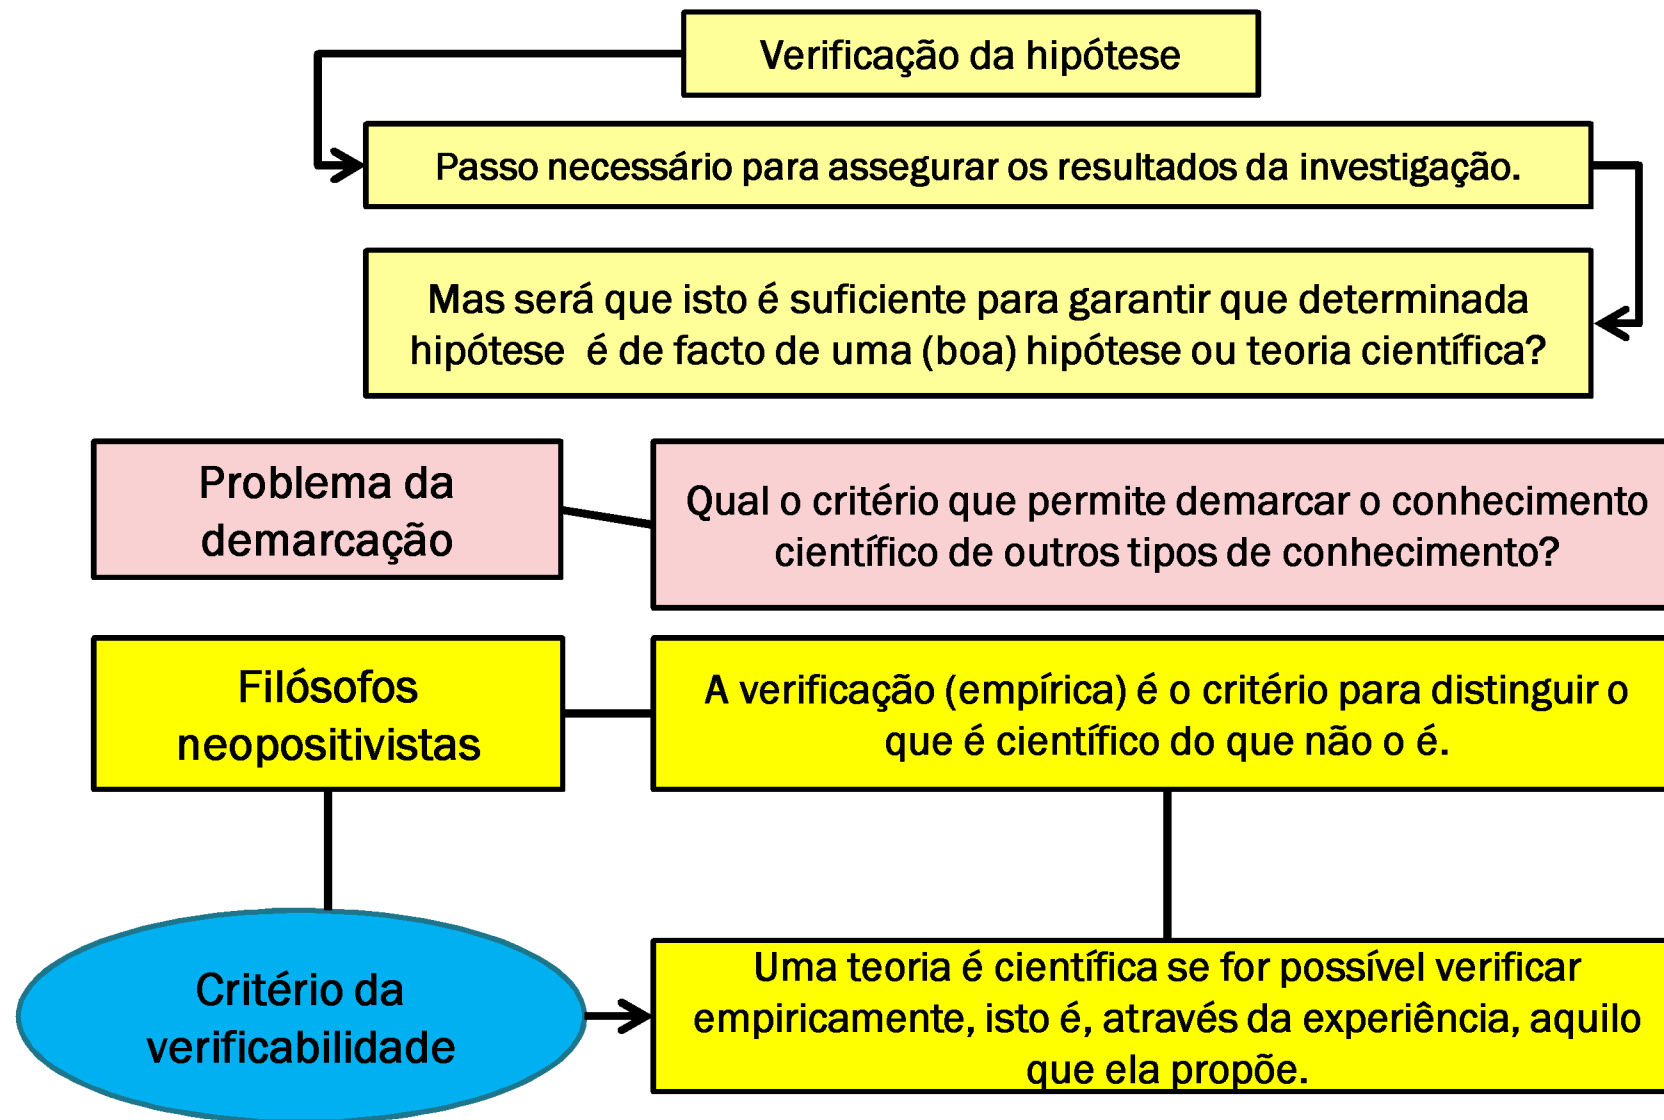 Verificação da hipótese
Passo necessário para assegurar os resultados da investigação.
Mas será que isto é suficiente para garantir que determinada
hipótese é de facto de uma (boa) hipótese ou teoria científica?
Problema da
demarcação
Qual o critério que permite demarcar o conhecimento
científico de outros tipos de conhecimento?
Filósofos
neopositivistas
A verificação (empírica) é o critério para distinguir o
que é científico do que não o é.
Critério da
verificabilidade
Uma teoria é científica se for possível verificar
empiricamente, isto é, através da experiência, aquilo
que ela propõe.